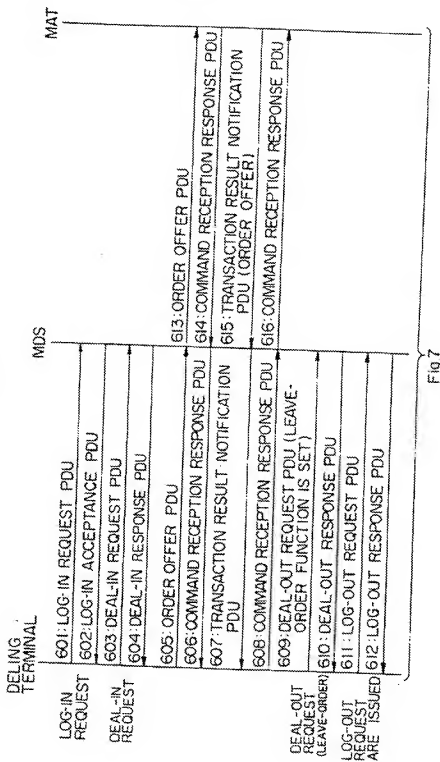 DELING
TERMINAL
MDS
MAT
LOG-IN
REQUEST
601:LOG-IN REQUEST PDU
602:LOG-IN ACCEPTANCE PDU
DEAL-IN
REQUEST
603:DEAL-IN REQUEST PDU
604:DEAL-IN RESPONSE PDU
605:ORDER OFFER PDU
613:ORDER OFFER PDU
606:COMMAND RECEPTION RESPONSE PDU
614:COMMAND RECEPTION RESPONSE PDU
607:TRANSACTION RESULT NOTIFICATION
PDU
615:TRANSACTION RESULT NOTIFICATION
PDU (ORDER OFFER)
608:COMMAND RECEPTION RESPONSE PDU
616:COMMAND RECEPTION RESPONSE PDU
DEAL-OUT
REQUEST
(LEAVE-ORDER)
609:DEAL-OUT REQUEST PDU (LEAVE-
ORDER FUNCTION IS SET)
610:DEAL-OUT RESPONSE PDU
LOG-OUT
REQUEST
ARE ISSUED
611:LOG-OUT REQUEST PDU
612:LOG-OUT RESPONSE PDU
Fig 7